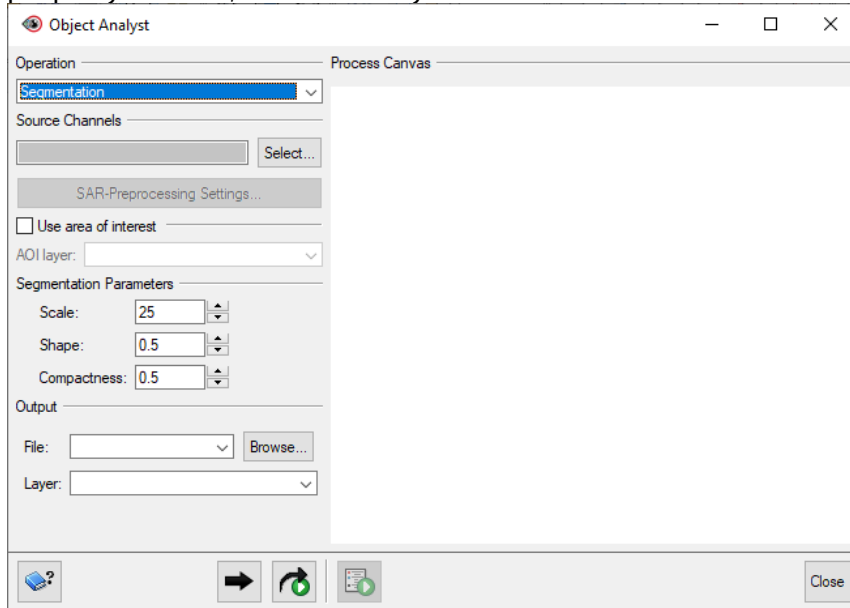 Object Analyst
Operation
Process Canvas
Segmentation
Source Channels
Select...
SAR-Preprocessing Settings...
Use area of interest
AOI layer:
Segmentation Parameters
Scale: 25
Shape: 0.5
Compactness: 0.5
Output
File:
Browse...
Layer:
?
Close